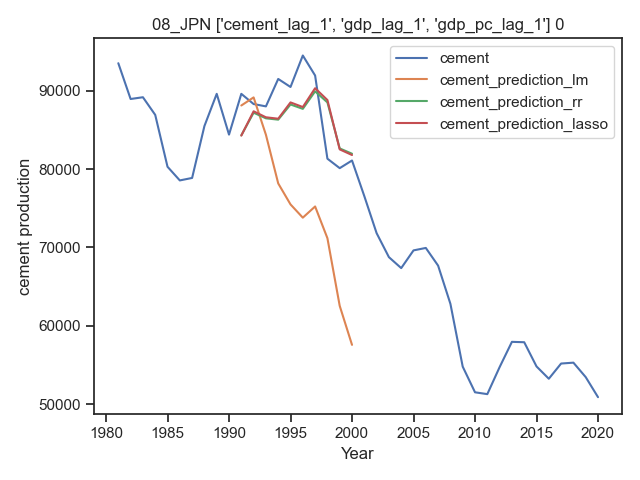 08_JPN ['cement_lag_1', 'gdp_lag_1', 'gdp_pc_lag_1'] 0
cement
cement_prediction_lm
cement_prediction_rr
cement_prediction_lasso
cement production
90000
80000
70000
60000
50000
1980 1985 1990 1995 2000 2005 2010 2015 2020
Year